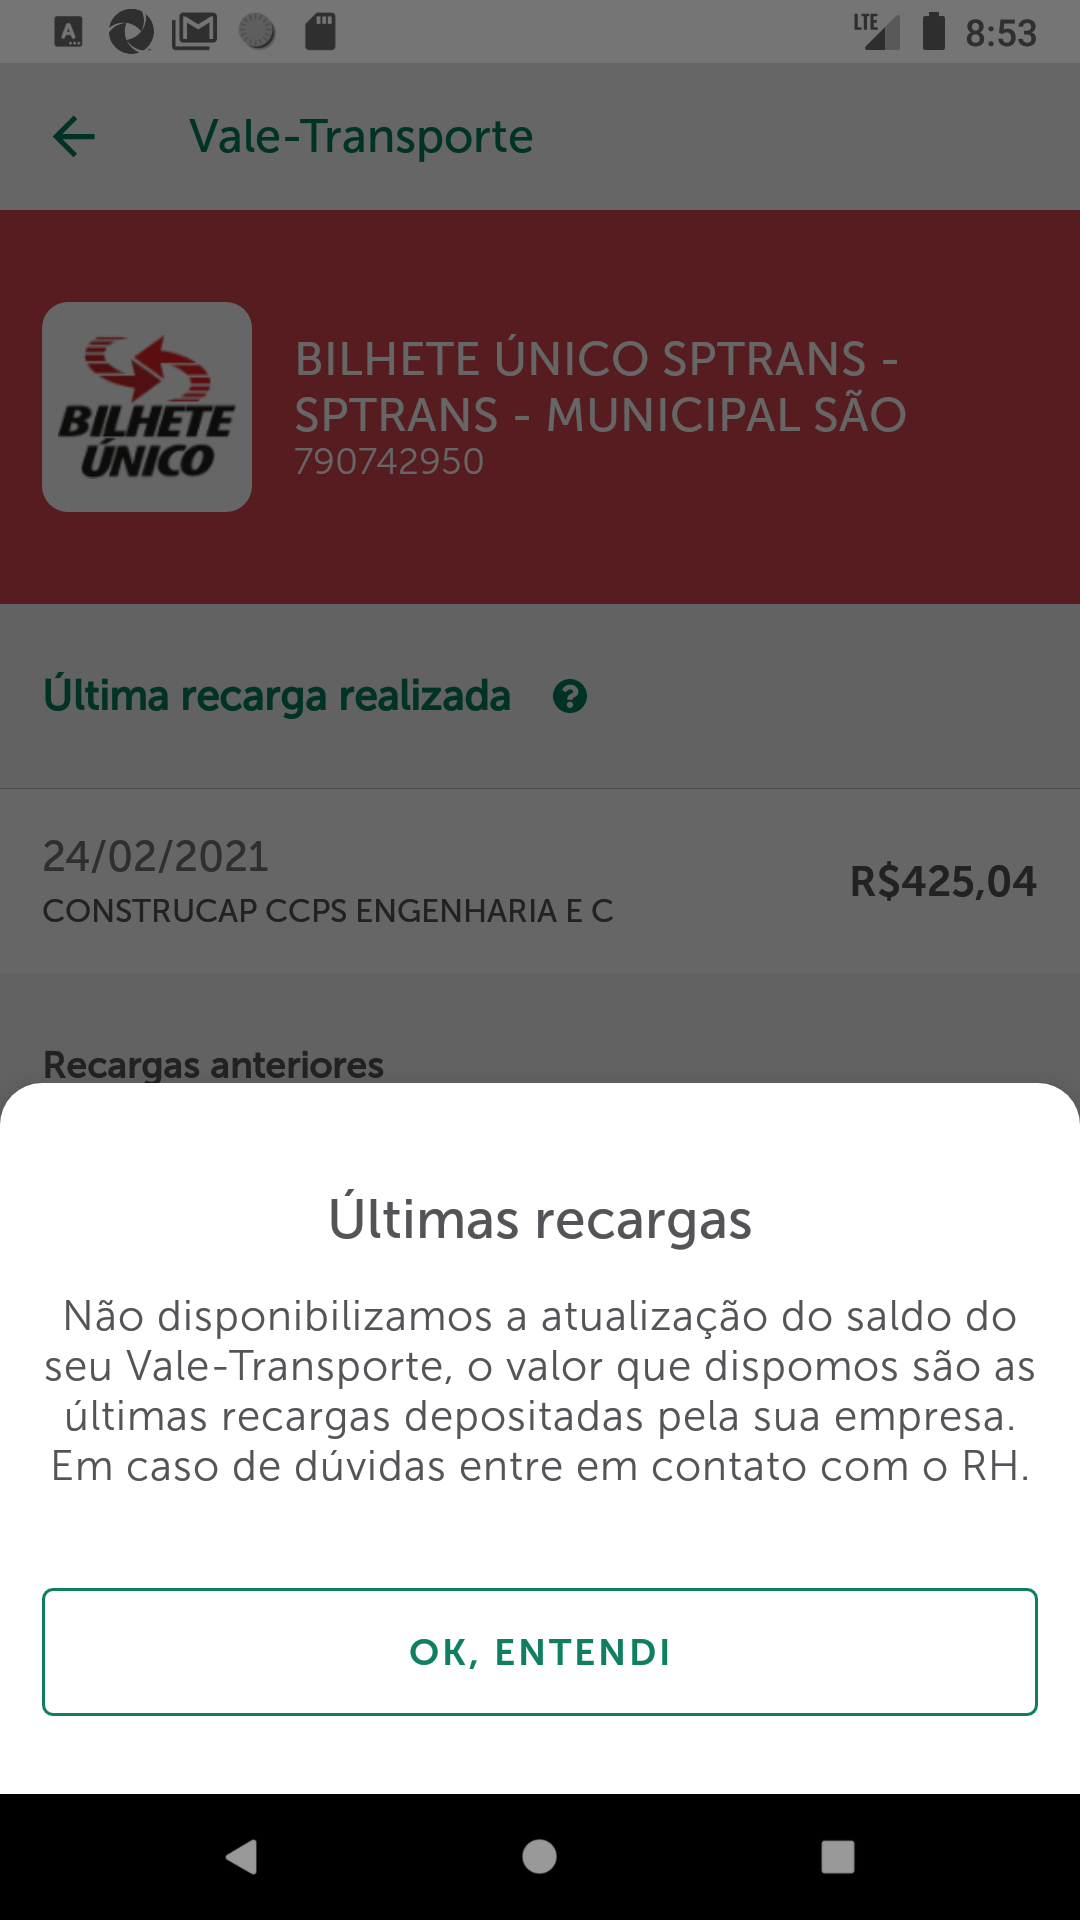 LTE 8:53
Vale-Transporte
BILHETE
ÚNICO
BILHETE ÚNICO SPTRANS -
SPTRANS - MUNICIPAL SÃO
790742950
Última recarga realizada ?
24/02/2021
CONSTRUCAP CCPS ENGENHARIA E C
R$425,04
Recargas anteriores
Últimas recargas
Não disponibilizamos a atualização do saldo do
seu Vale-Transporte, o valor que dispomos são as
últimas recargas depositadas pela sua empresa.
Em caso de dúvidas entre em contato com o RH.
OK, ENTENDI